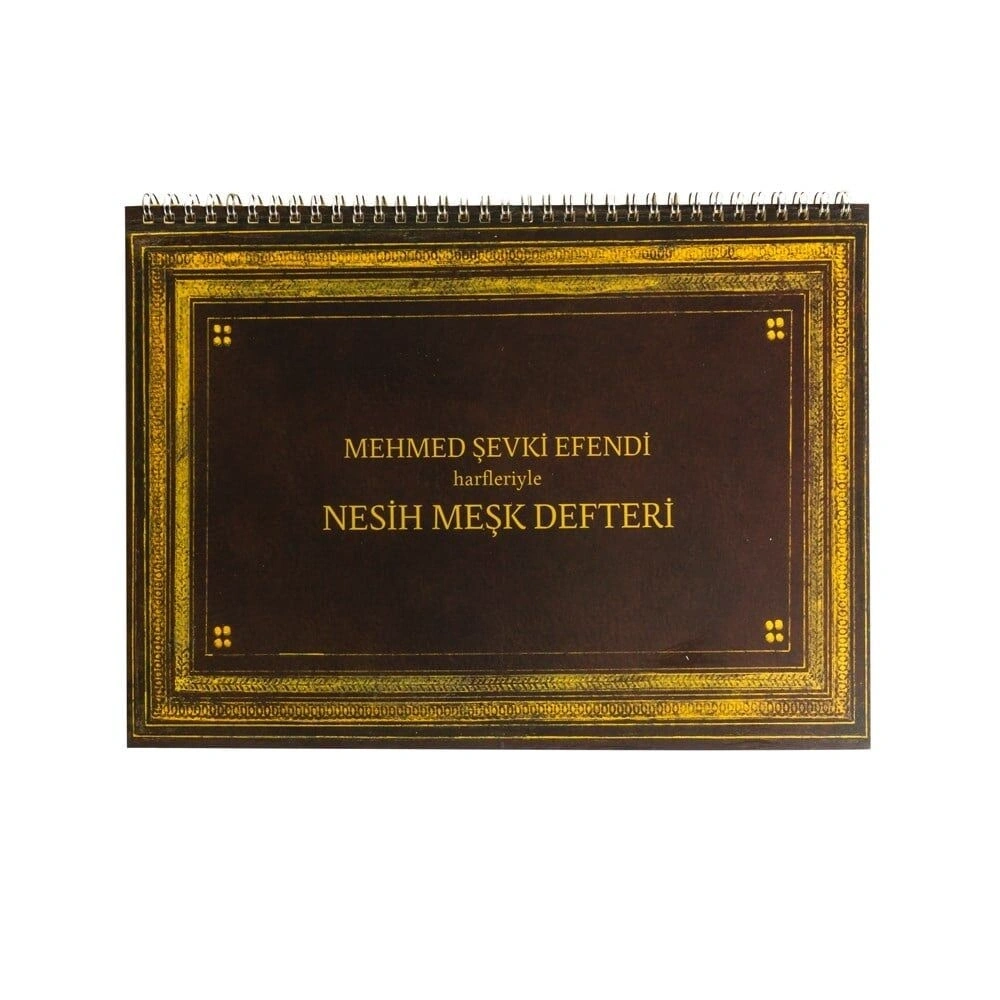 MEHMED ŞEVKİ EFENDİ
harfleriyle
NESİH MEŞK DEFTERİ